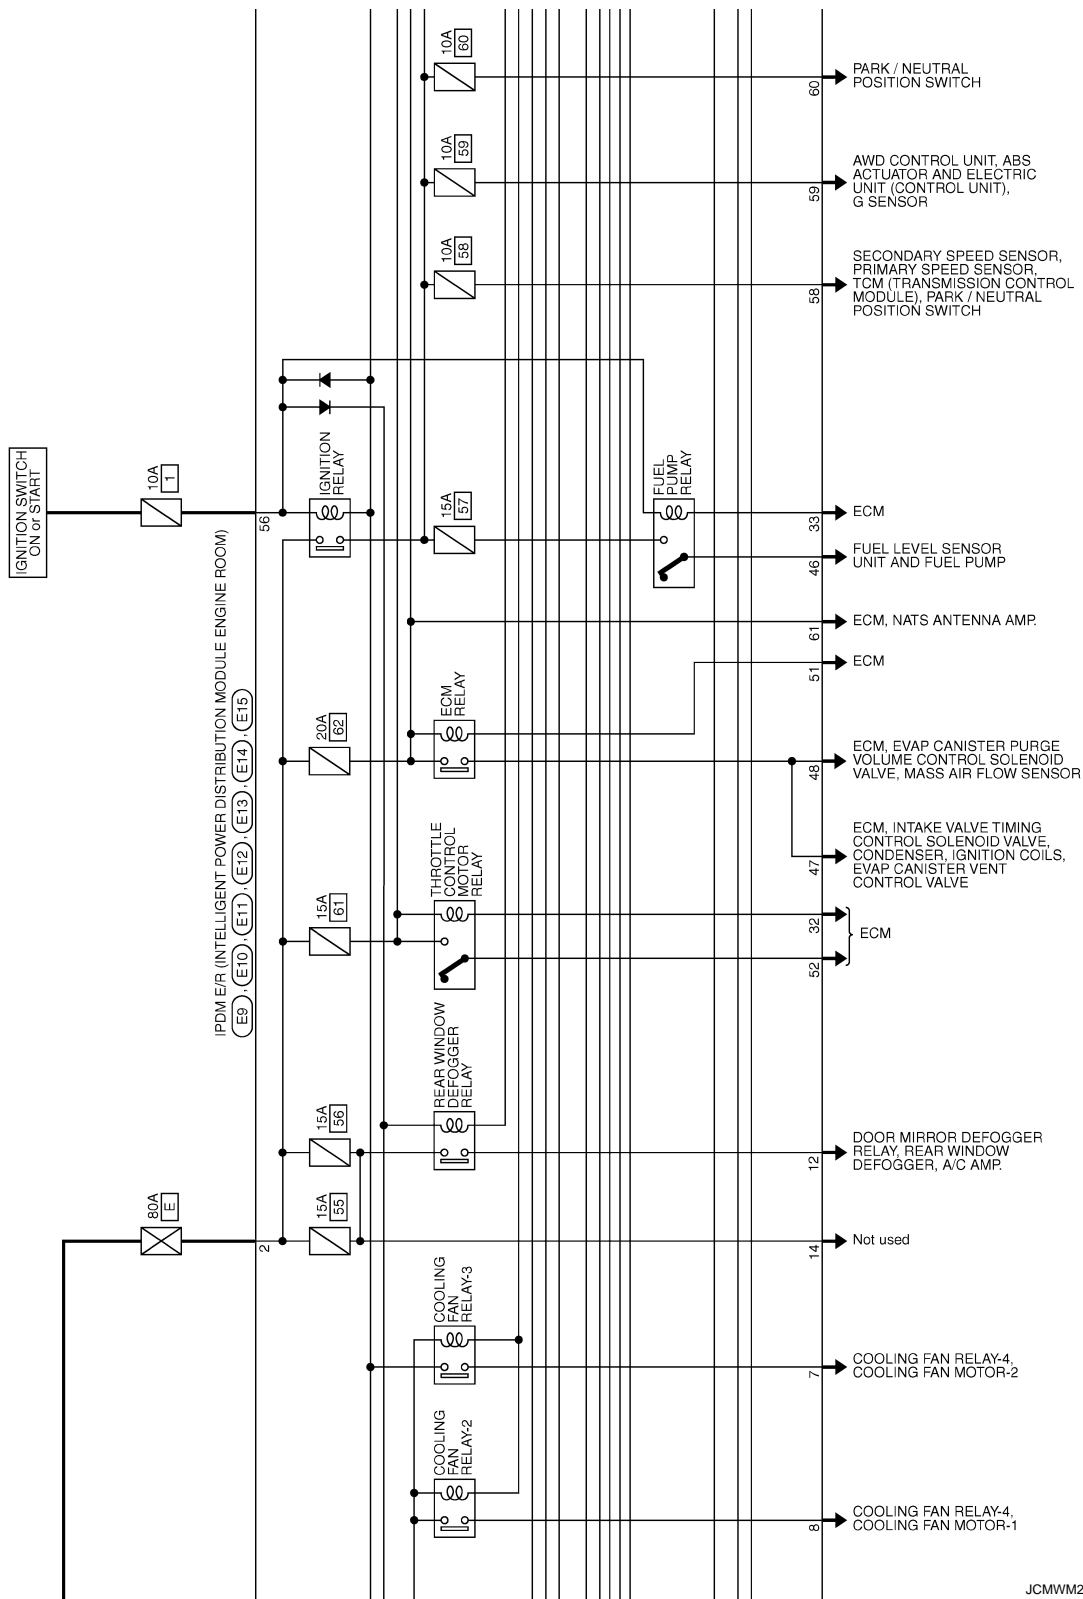 10A
60
60
PARK / NEUTRAL
POSITION SWITCH
10A
59
59
AWD CONTROL UNIT, ABS
ACTUATOR AND ELECTRIC
UNIT (CONTROL UNIT),
G SENSOR
10A
58
58
SECONDARY SPEED SENSOR,
PRIMARY SPEED SENSOR,
TCM (TRANSMISSION CONTROL
MODULE), PARK / NEUTRAL
POSITION SWITCH
IGNITION SWITCH
ON or START
10A
1
56
IGNITION
RELAY
15A
57
FUEL
PUMP
RELAY
33
ECM
46
FUEL LEVEL SENSOR
UNIT AND FUEL PUMP
IPDM E/R (INTELLIGENT POWER DISTRIBUTION MODULE ENGINE ROOM)
E9 , E10 , E11 , E12 , E13 , E14 , E15
61
ECM, NATS ANTENNA AMP.
51
ECM
20A
62
ECM
RELAY
48
ECM, EVAP CANISTER PURGE
VOLUME CONTROL SOLENOID
VALVE, MASS AIR FLOW SENSOR
47
ECM, INTAKE VALVE TIMING
CONTROL SOLENOID VALVE,
CONDENSER, IGNITION COILS,
EVAP CANISTER VENT
CONTROL VALVE
15A
61
THROTTLE
CONTROL
MOTOR
RELAY
32
52
ECM
15A
56
REAR WINDOW
DEFOGGER
RELAY
12
DOOR MIRROR DEFOGGER
RELAY, REAR WINDOW
DEFOGGER, A/C AMP.
80A
E
2
15A
55
14
Not used
COOLING
FAN
RELAY-3
7
COOLING FAN RELAY-4,
COOLING FAN MOTOR-2
COOLING
FAN
RELAY-2
8
COOLING FAN RELAY-4,
COOLING FAN MOTOR-1
JCMWM2